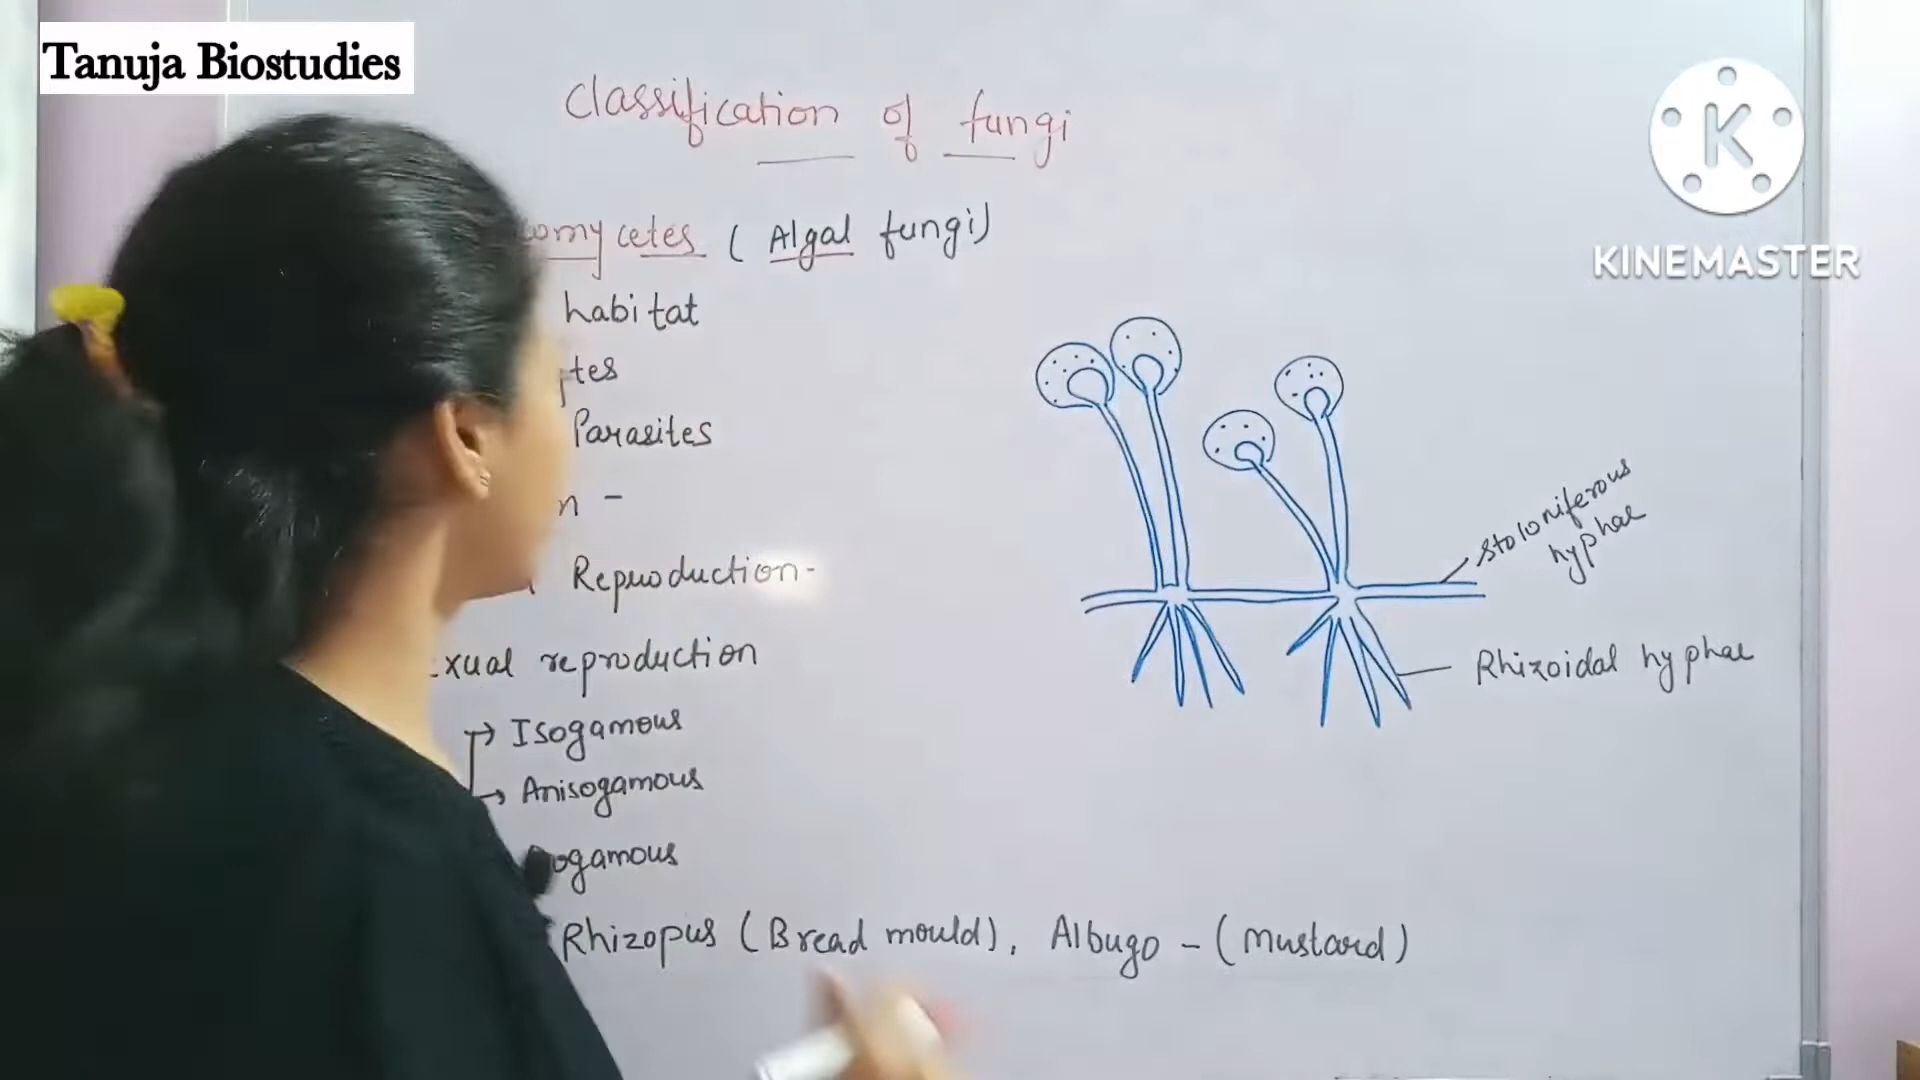 Tanuja Biostudies
Classification of fungi
omycetes (Algal fungi)
habitat
tes
Parasites
n -
Reproduction-
xual reproduction
→ Isogamous
→ Anisogamous
ogamous
Rhizopus (Bread mould), Albugo - (Mustard)
Stoloniferous
hyphae
Rhizoidal hyphae
K
KINEMASTER